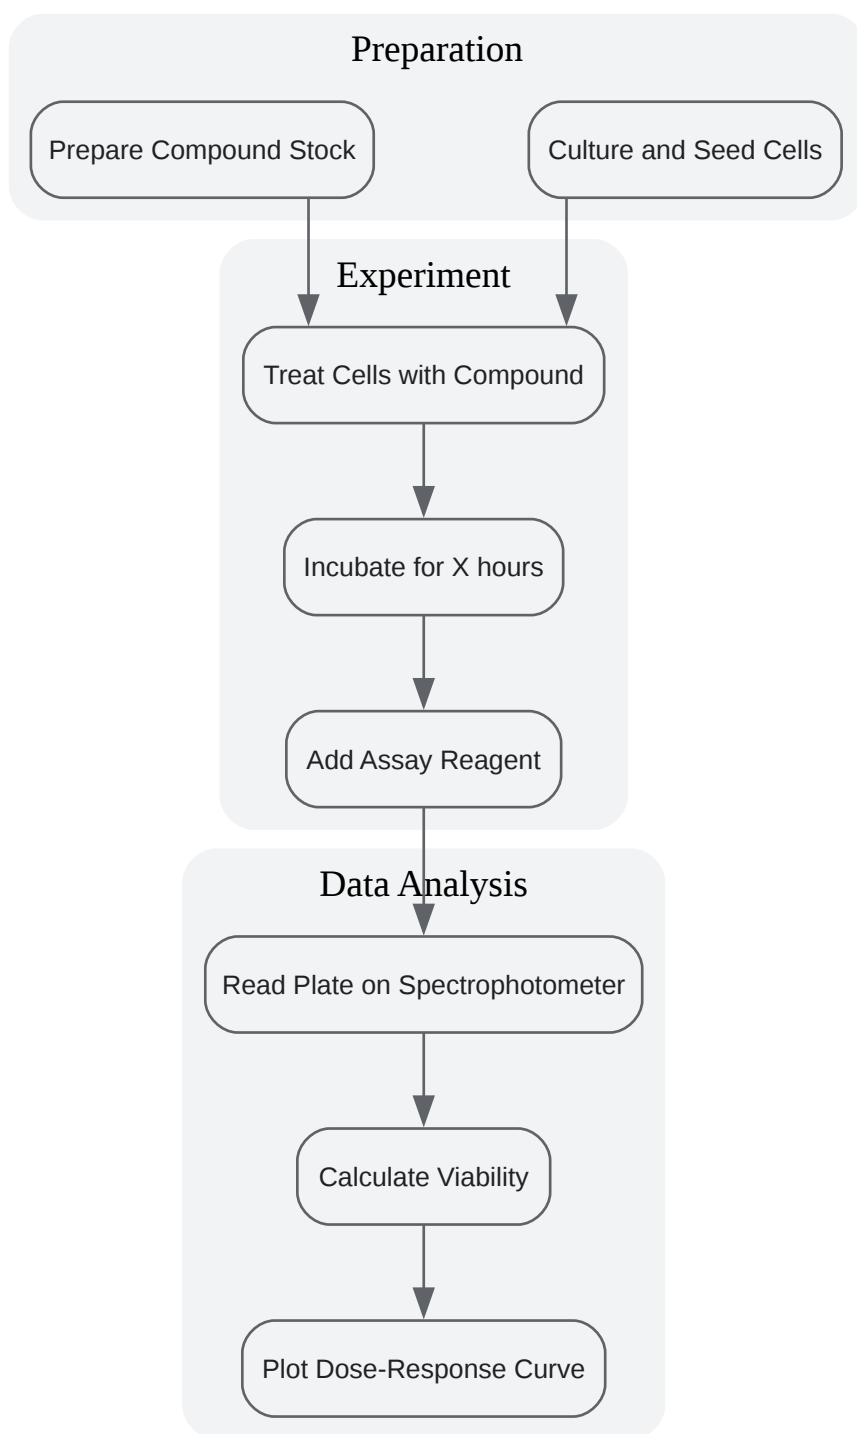 Preparation
Prepare Compound Stock
Culture and Seed Cells
Experiment
Treat Cells with Compound
Incubate for X hours
Add Assay Reagent
Data Analysis
Read Plate on Spectrophotometer
Calculate Viability
Plot Dose-Response Curve